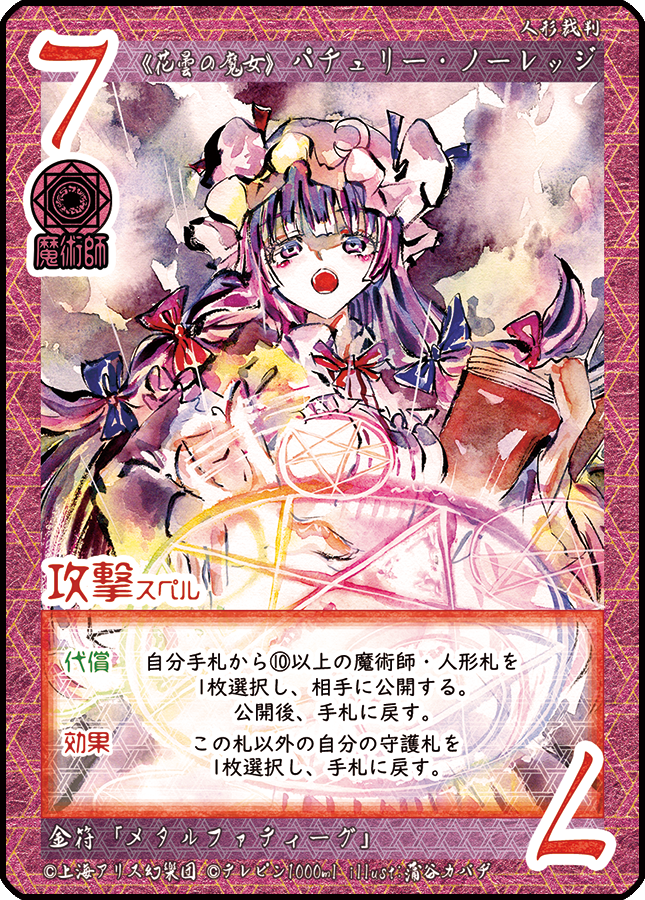 人形裁判
7
《花曇の魔女》 パチュリー・ノーレッジ
魔術師
攻撃スペル
代償
自分手札から⑩以上の魔術師・人形札を
1枚選択し、相手に公開する。
公開後、手札に戻す。
効果
この札以外の自分の守護札を
1枚選択し、手札に戻す。
7
金符「メタルファティーグ」
©上海アリス幻樂団 ©テレピン1000ml illust:蒲谷カバヂ